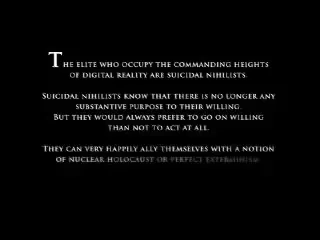 The elite who occupy the commanding heights
of digital reality are suicidal nihilists.
Suicidal nihilists know that there is no longer any
substantive purpose to their willing.
But they would always prefer to go on willing
than not to act at all.
They can very happily ally themselves with a notion
of nuclear holocaust or perfect exterminism